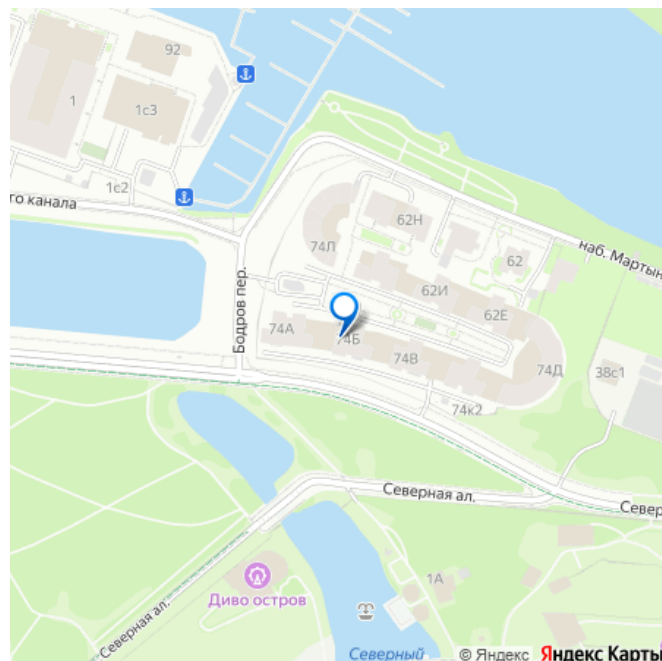 92
1
1с3
1с2
го канала
74Л
62Н
62
наб. Мартын
Бодров пер.
62И
62Е
74А
74Б
74В
74Д
38с1
74к2
Северная ал.
Север
1А
Диво остров
Северная ал.
Северный
© Яндекс Яндекс Карты